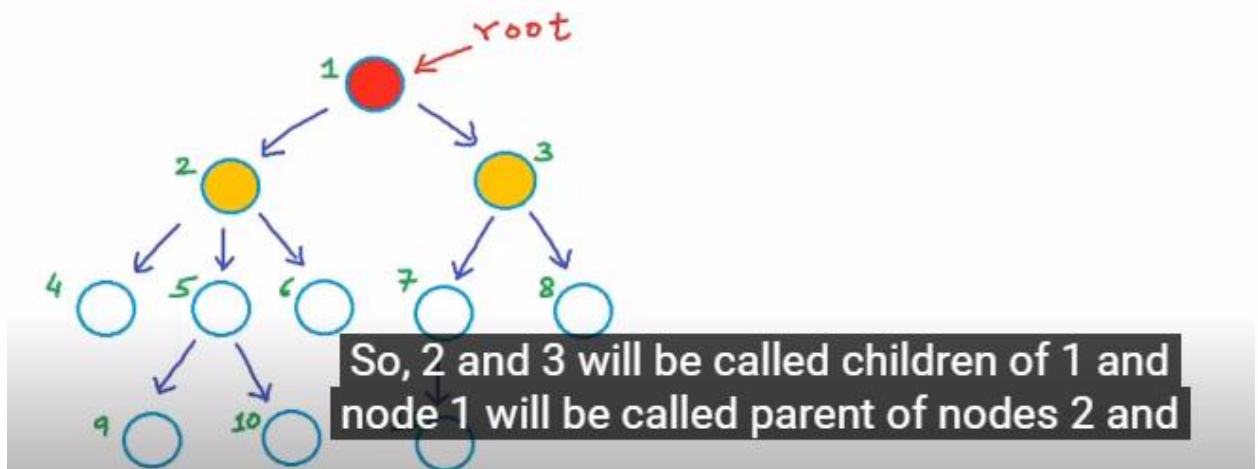 root
1
2
3
4 5 6 7 8
9 10
So, 2 and 3 will be called children of 1 and
node 1 will be called parent of nodes 2 and